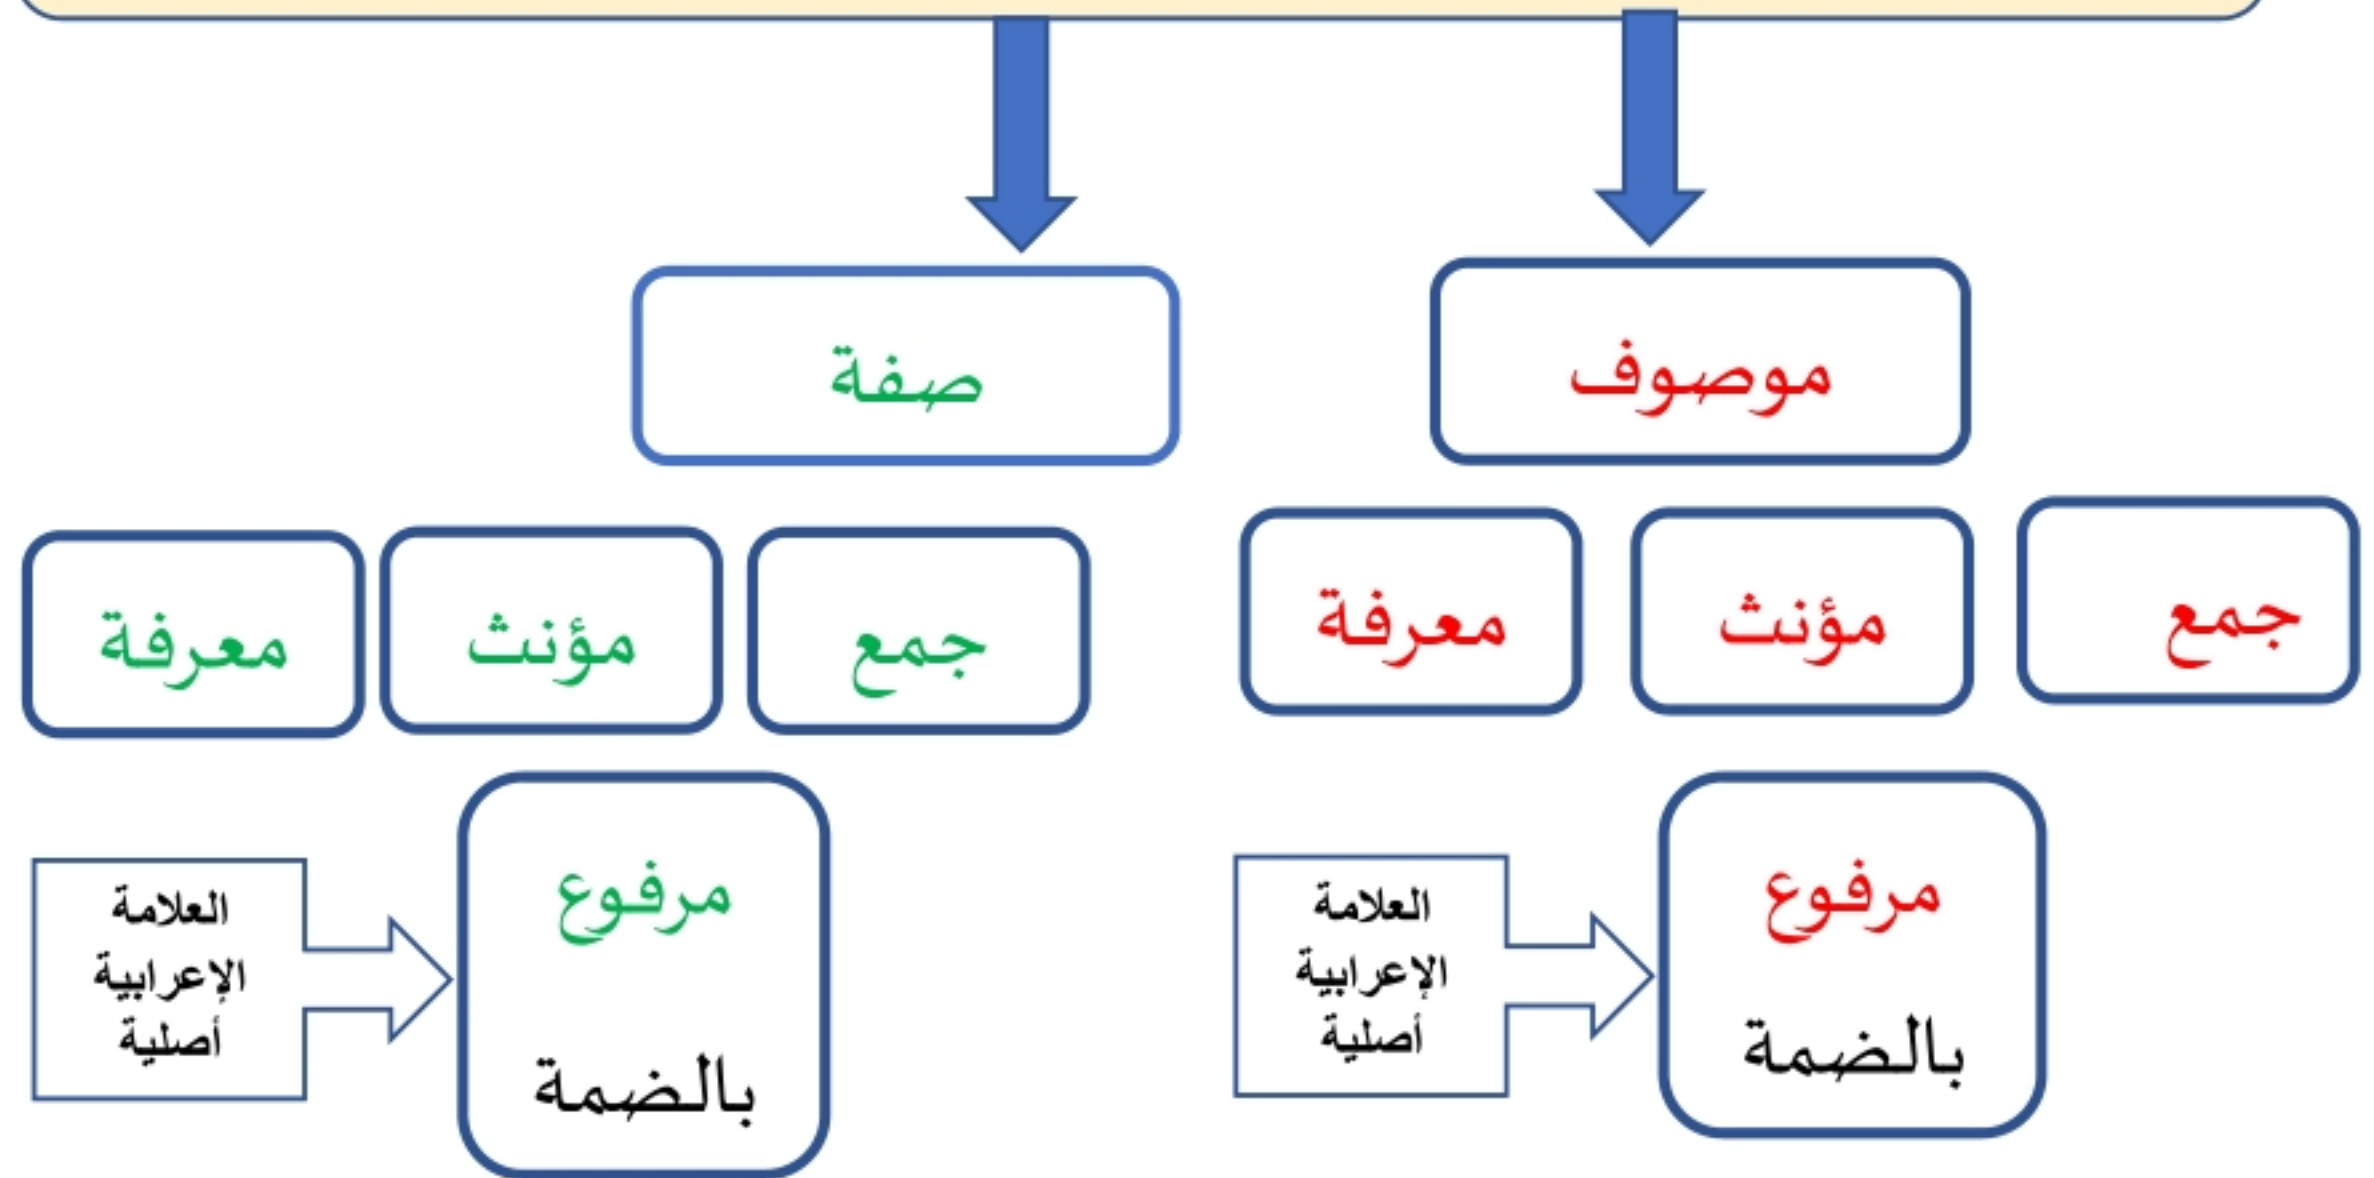 موصوف
صفة
جمع
مؤنث
معرفة
جمع
مؤنث
معرفة
مرفوع
بالضمة
العلامة
الإعرابية
أصلية
مرفوع
بالضمة
العلامة
الإعرابية
أصلية